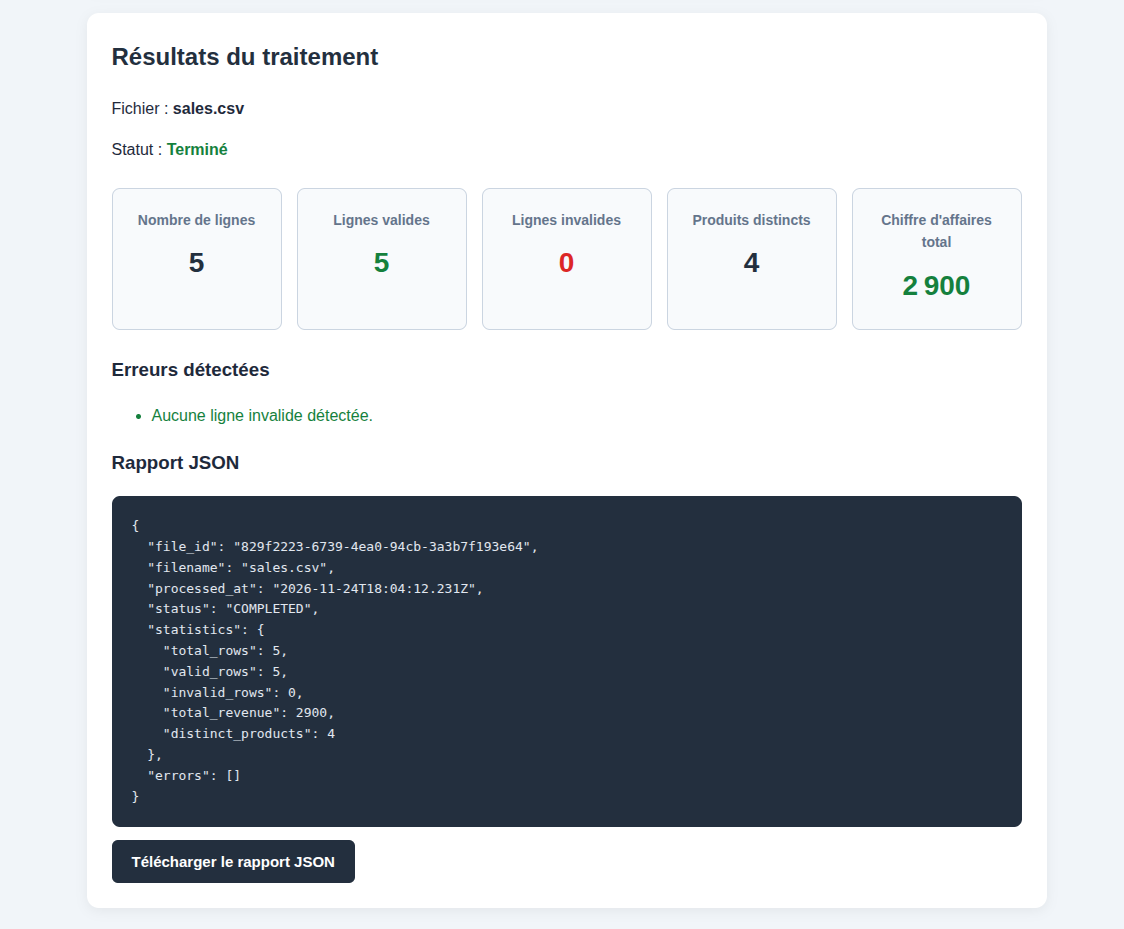 Résultats du traitement
Fichier : sales.csv
Statut : Terminé
Nombre de lignes
5
Lignes valides
5
Lignes invalides
0
Produits distincts
4
Chiffre d'affaires
total
2 900
Erreurs détectées
• Aucune ligne invalide détectée.
Rapport JSON
{
  "file_id": "829f2223-6739-4ea0-94cb-3a3b7f193e64",
  "filename": "sales.csv",
  "processed_at": "2026-11-24T18:04:12.231Z",
  "status": "COMPLETED",
  "statistics": {
    "total_rows": 5,
    "valid_rows": 5,
    "invalid_rows": 0,
    "total_revenue": 2900,
    "distinct_products": 4
  },
  "errors": []
}
Télécharger le rapport JSON